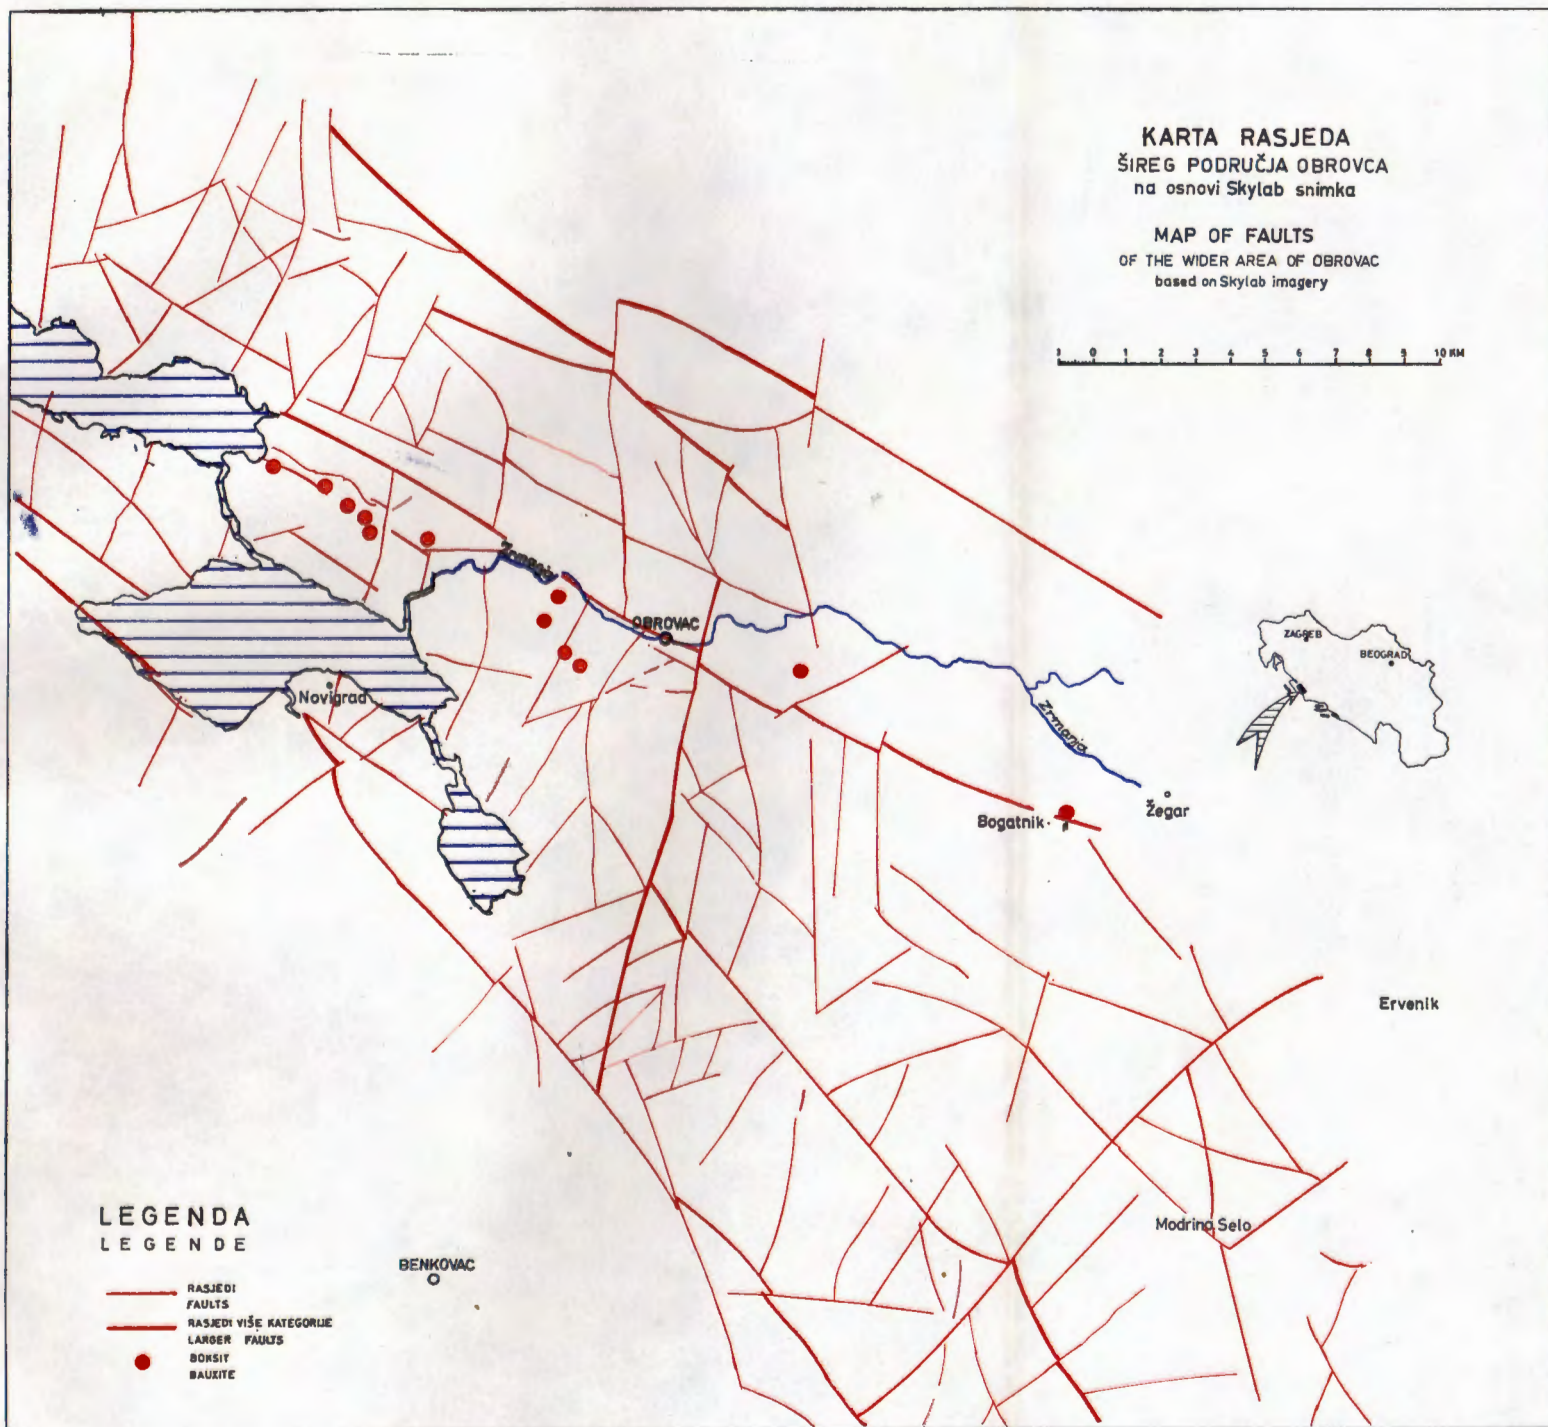 KARTA RASJEDA
ŠIREG PODRUČJA OBROVCA
na osnovi Skylab snimka
MAP OF FAULTS
OF THE WIDER AREA OF OBROVAC
based on Skylab imagery
0 1 2 3 4 5 6 7 8 9 10 KM
Zrmanja
OBROVAC
ZAGREB
BEOGRAD
Novigrad
Zrmanja
Žegar
Bogatnik
Ervenik
Modrino Selo
BENKOVAC
LEGENDA
LEGENDE
RASJEDI
FAULTS
RASJEDI VIŠE KATEGORIJE
LARGER FAULTS
BOKSIT
BAUXITE